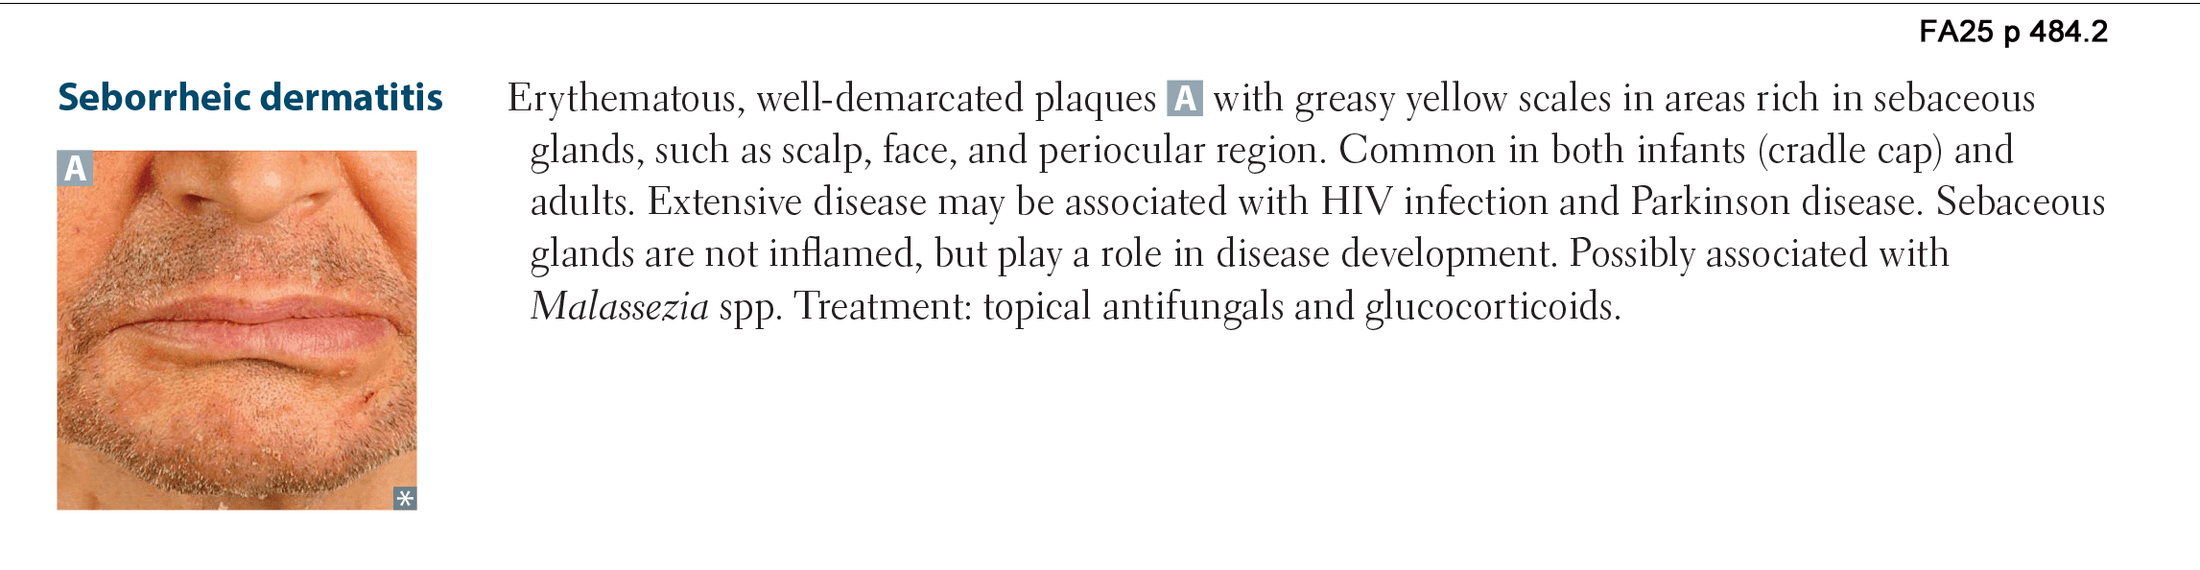 FA25 p 484.2
Seborrheic dermatitis
A
*
Erythematous, well-demarcated plaques A with greasy yellow scales in areas rich in sebaceous
glands, such as scalp, face, and periocular region. Common in both infants (cradle cap) and
adults. Extensive disease may be associated with HIV infection and Parkinson disease. Sebaceous
glands are not inflamed, but play a role in disease development. Possibly associated with
Malassezia spp. Treatment: topical antifungals and glucocorticoids.